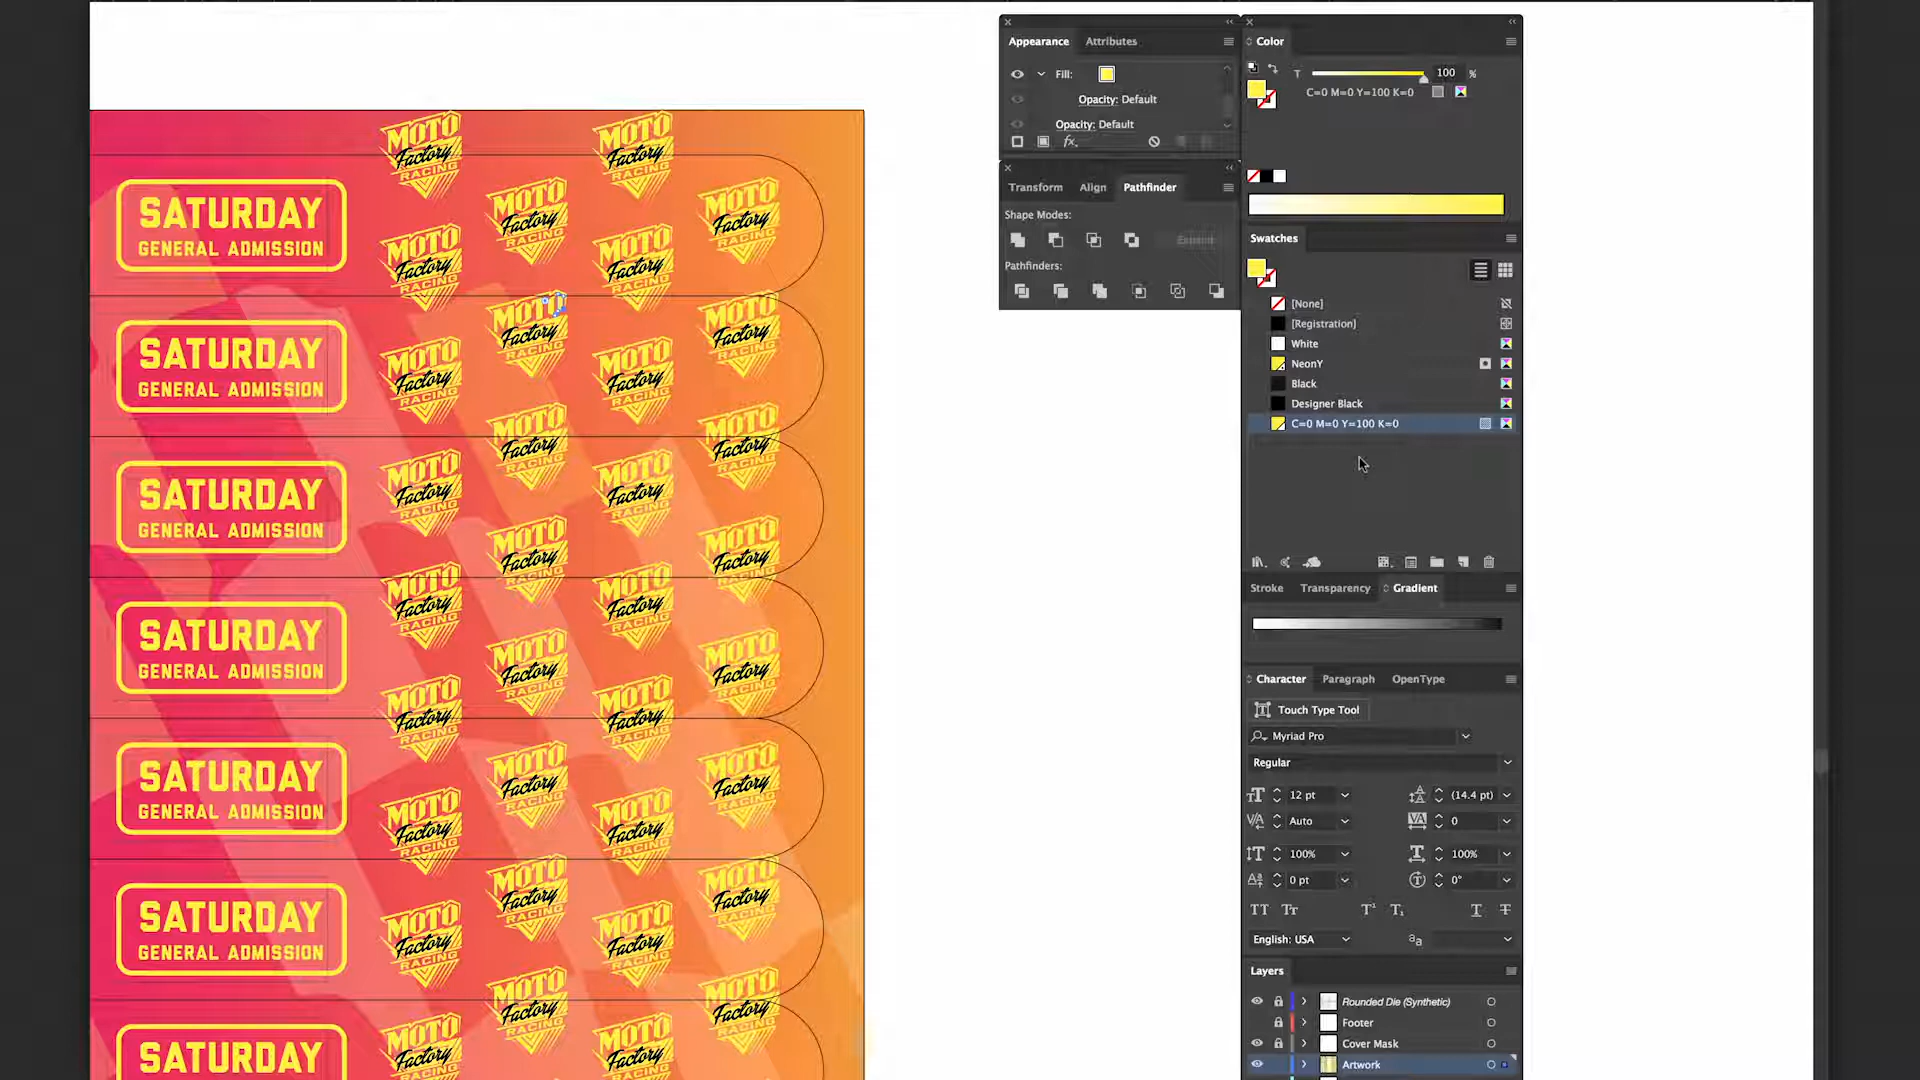 Appearance
Attributes
Fill:
Opacity: Default
Opacity: Default
fx.
Transform
Align
Pathfinder
Shape Modes:
Expand
Pathfinders:
Color
T
100
%
C=0 M=0 Y=100 K=0
Swatches
[None]
[Registration]
White
NeonY
Black
Designer Black
C=0 M=0 Y=100 K=0
Stroke
Transparency
Gradient
Character
Paragraph
OpenType
Touch Type Tool
Myriad Pro
Regular
12 pt
(14.4 pt)
Auto
0
100%
100%
0 pt
0°
English: USA
Layers
Rounded Die (Synthetic)
Footer
Cover Mask
Artwork
SATURDAY
GENERAL ADMISSION
SATURDAY
GENERAL ADMISSION
SATURDAY
GENERAL ADMISSION
SATURDAY
GENERAL ADMISSION
SATURDAY
GENERAL ADMISSION
SATURDAY
GENERAL ADMISSION
SATURDAY
MOTO
Factory
RACING